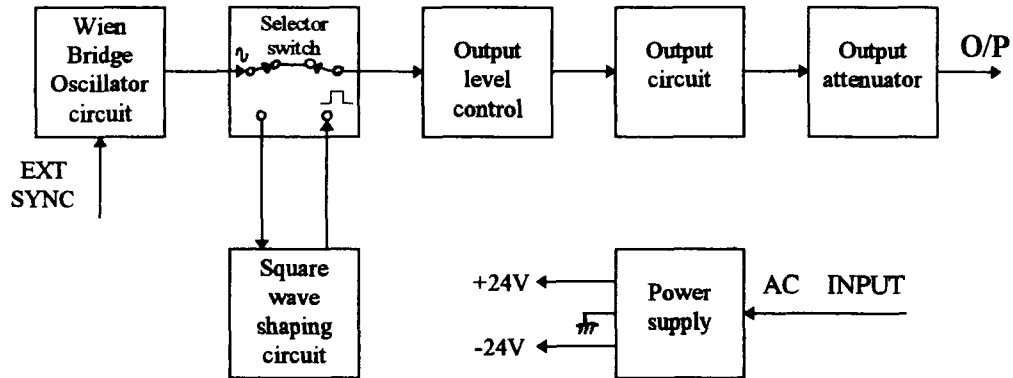 Wien
Bridge
Oscillator
circuit
EXT
SYNC
Selector
switch
Output
level
control
Output
circuit
Output
attenuator
O/P
Square
wave
shaping
circuit
+24V
-24V
Power
supply
AC INPUT